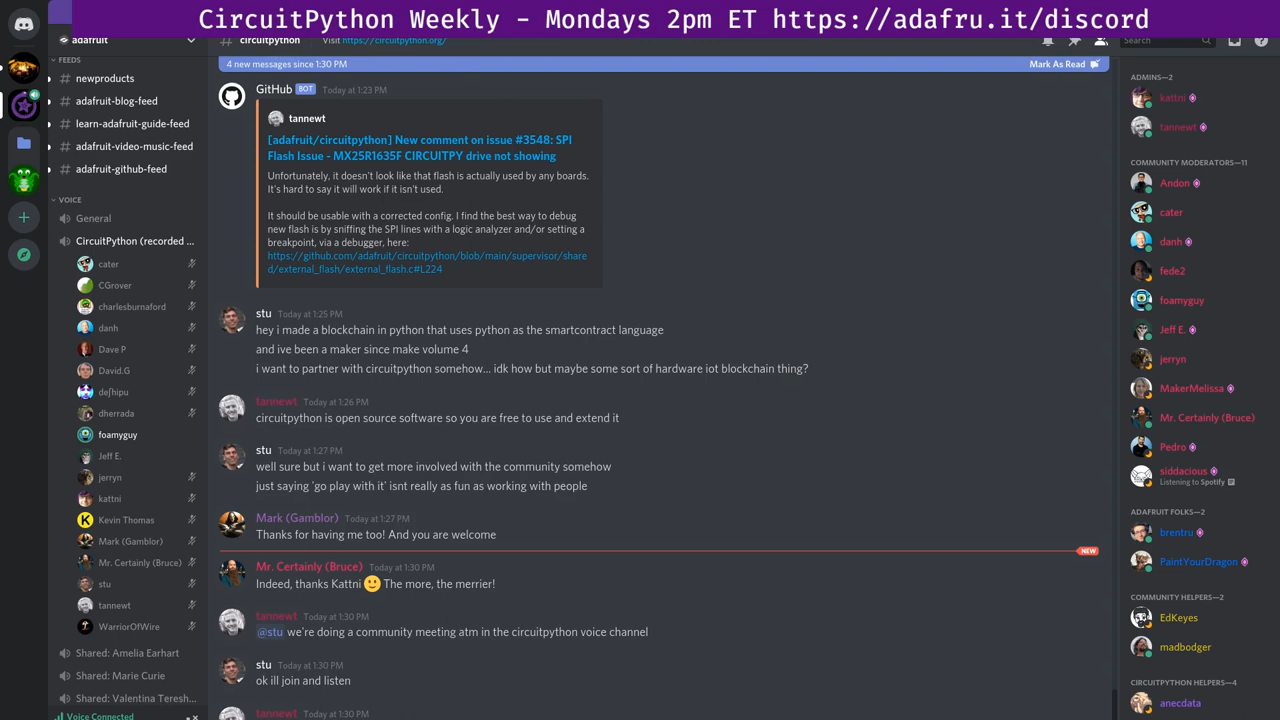 CircuitPython Weekly - Mondays 2pm ET https://adafru.it/discord
adafruit
FEEDS
# newproducts
# adafruit-blog-feed
# learn-adafruit-guide-feed
# adafruit-video-music-feed
# adafruit-github-feed
VOICE
General
CircuitPython (recorded ...
cater
CGrover
charlesburnaford
danh
Dave P
David.G
deʃhipu
dherrada
foamyguy
Jeff E.
jerryn
kattni
Kevin Thomas
Mark (Gamblor)
Mr. Certainly (Bruce)
stu
tannewt
WarriorOfWire
Shared: Amelia Earhart
Shared: Marie Curie
Shared: Valentina Teresh...
Voice Connected
# circuitpython Visit https://circuitpython.org/
Search
4 new messages since 1:30 PM Mark As Read
GitHub BOT Today at 1:23 PM
tannewt
[adafruit/circuitpython] New comment on issue #3548: SPI
Flash Issue - MX25R1635F CIRCUITPY drive not showing
Unfortunately, it doesn't look like that flash is actually used by any boards.
It's hard to say it will work if it isn't used.
It should be usable with a corrected config. I find the best way to debug
new flash is by sniffing the SPI lines with a logic analyzer and/or setting a
breakpoint, via a debugger, here:
https://github.com/adafruit/circuitpython/blob/main/supervisor/share
d/external_flash/external_flash.c#L224
stu Today at 1:25 PM
hey i made a blockchain in python that uses python as the smartcontract language
and ive been a maker since make volume 4
i want to partner with circuitpython somehow... idk how but maybe some sort of hardware iot blockchain thing?
tannewt Today at 1:26 PM
circuitpython is open source software so you are free to use and extend it
stu Today at 1:27 PM
well sure but i want to get more involved with the community somehow
just saying 'go play with it' isnt really as fun as working with people
Mark (Gamblor) Today at 1:27 PM
Thanks for having me too! And you are welcome
NEW
Mr. Certainly (Bruce) Today at 1:30 PM
Indeed, thanks Kattni 🙂 The more, the merrier!
tannewt Today at 1:30 PM
@stu we're doing a community meeting atm in the circuitpython voice channel
stu Today at 1:30 PM
ok ill join and listen
tannewt Today at 1:30 PM
ADMINS—2
kattni
tannewt
COMMUNITY MODERATORS—11
Andon
cater
danh
fede2
foamyguy
Jeff E.
jerryn
MakerMelissa
Mr. Certainly (Bruce)
Pedro
siddacious
Listening to Spotify
ADAFRUIT FOLKS—2
brentru
PaintYourDragon
COMMUNITY HELPERS—2
EdKeyes
madbodger
CIRCUITPYTHON HELPERS—4
anecdata